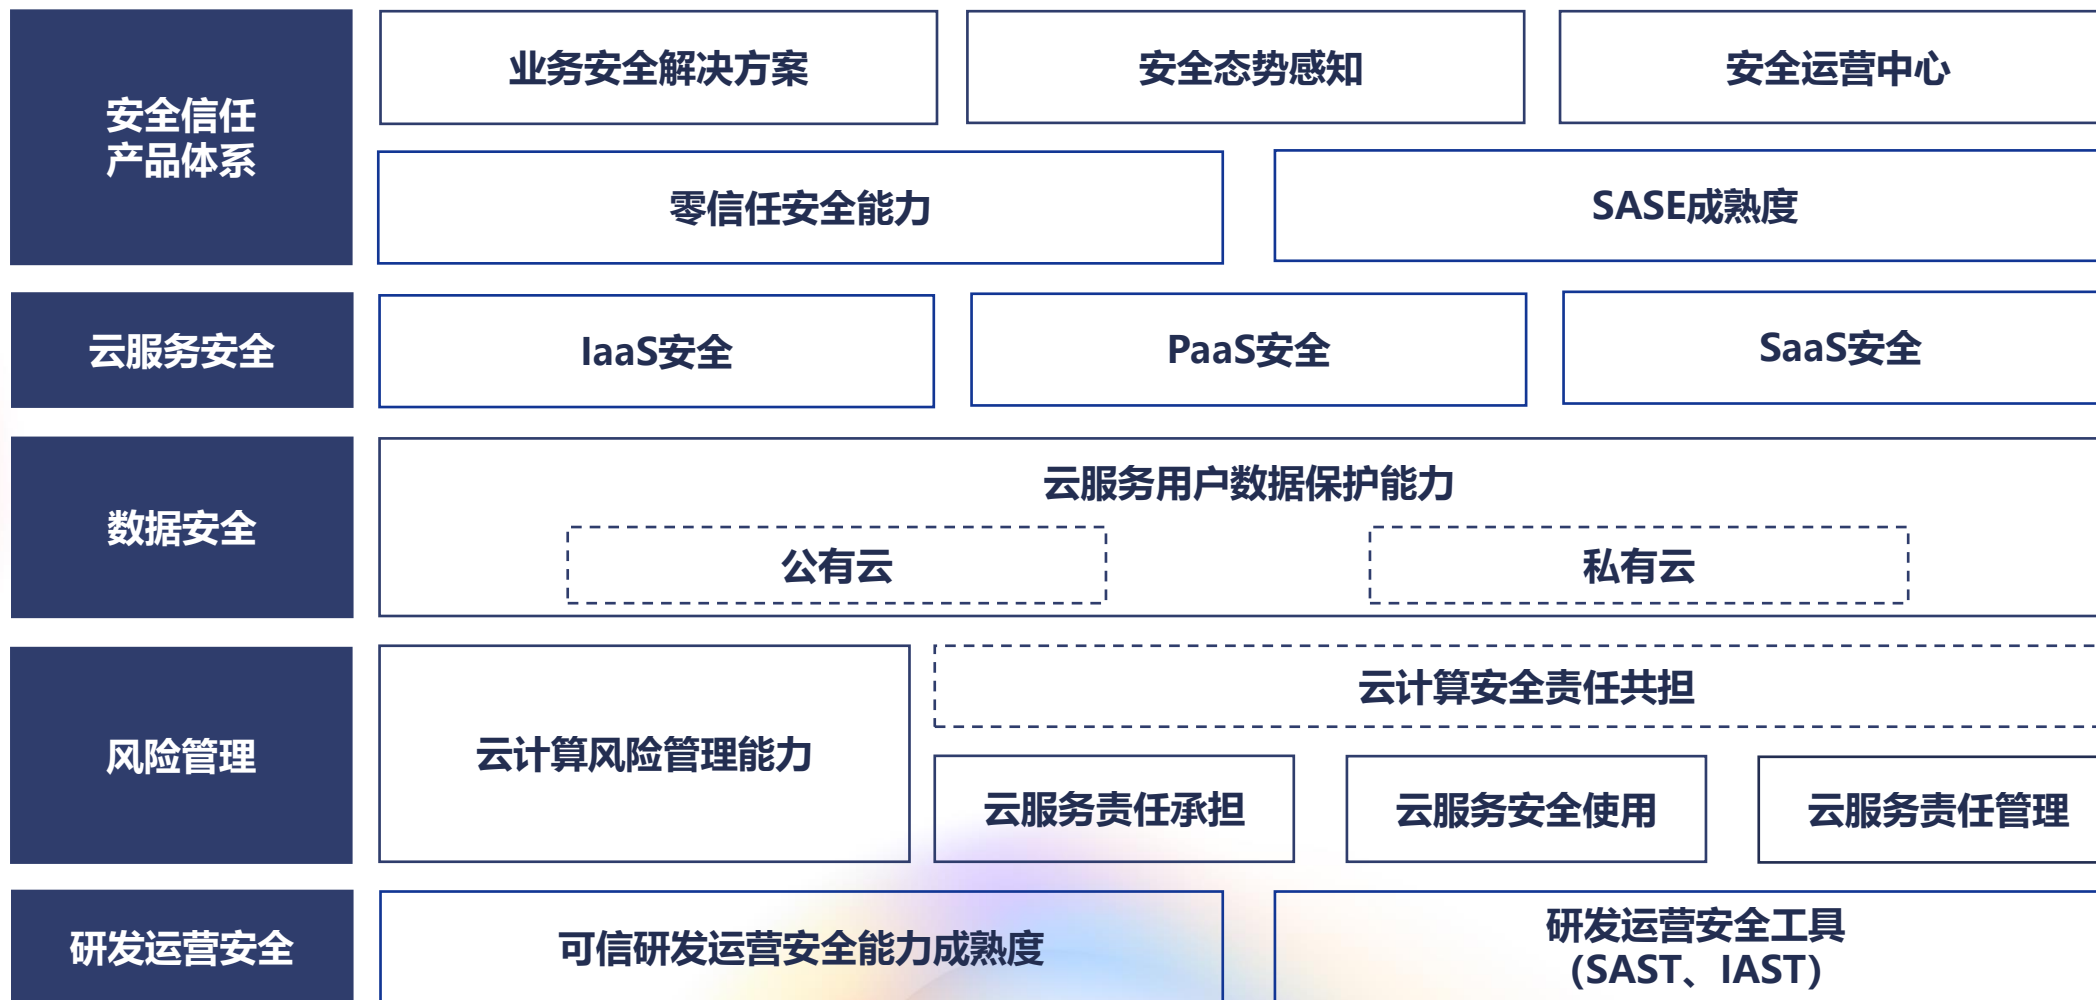 安全信任
产品体系
业务安全解决方案
安全态势感知
安全运营中心
零信任安全能力
SASE成熟度
云服务安全
IaaS安全
PaaS安全
SaaS安全
数据安全
云服务用户数据保护能力
公有云
私有云
风险管理
云计算风险管理能力
云计算安全责任共担
云服务责任承担
云服务安全使用
云服务责任管理
研发运营安全
可信研发运营安全能力成熟度
研发运营安全工具
(SAST、IAST)